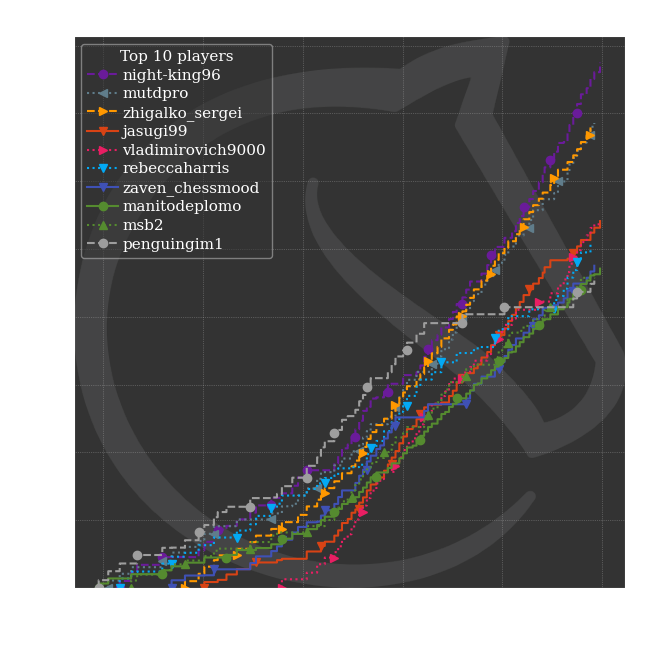 Top 10 players
night-king96
mutdpro
zhigalko_sergei
jasugi99
vladimirovich9000
rebeccaharris
zaven_chessmood
manitodeplomo
msb2
penguingim1